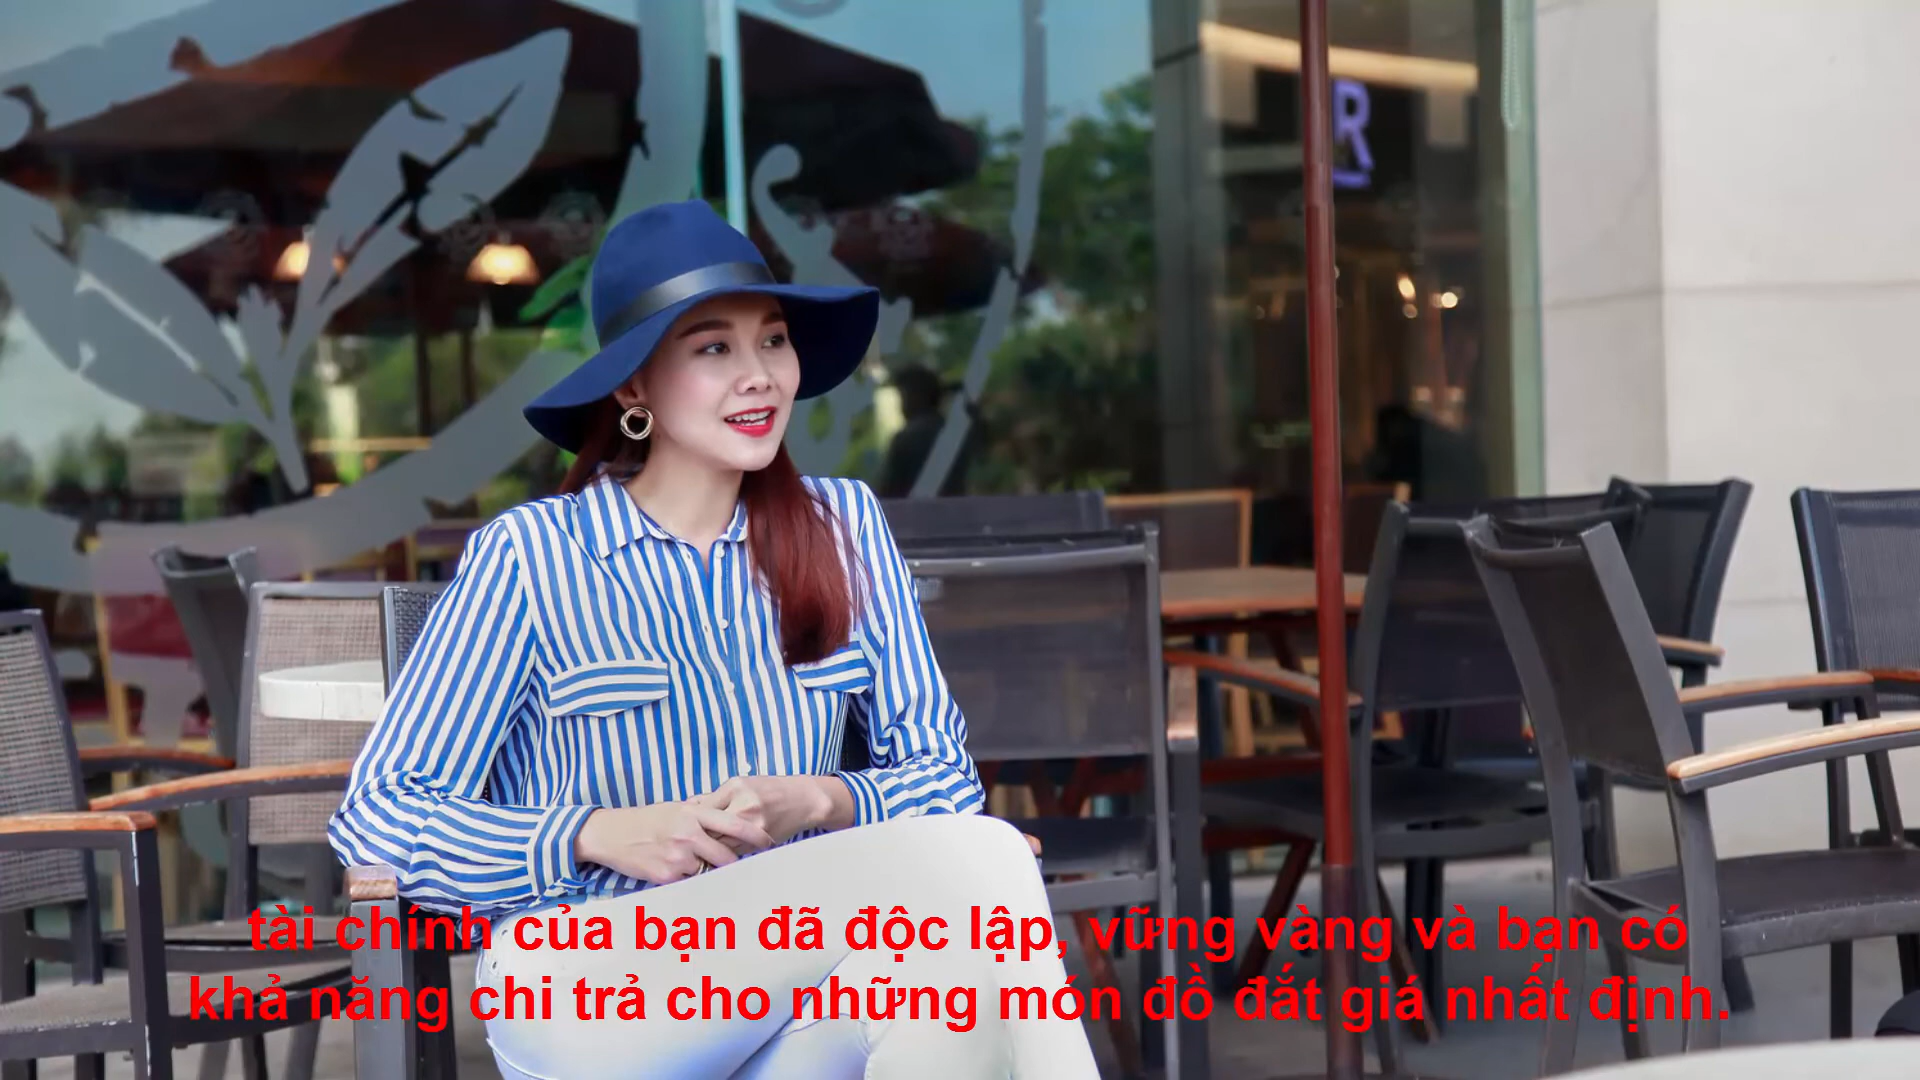 R
tài chính của bạn đã độc lập, vững vàng và bạn có
khả năng chi trả cho những món đồ đắt giá nhất định.